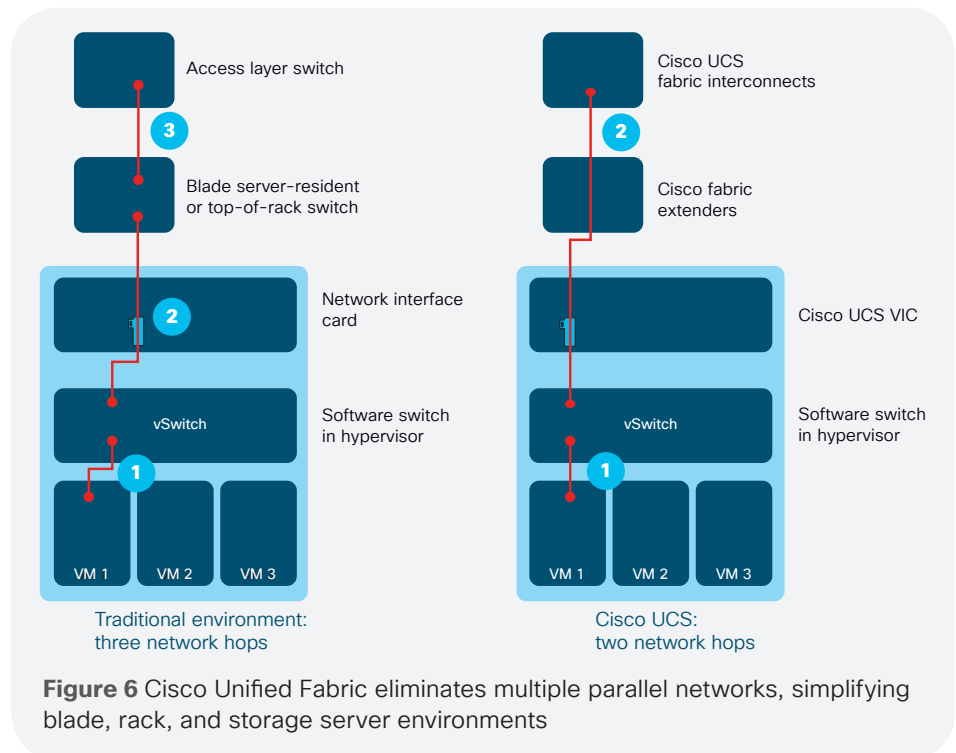 Access layer switch
3
Blade server-resident
or top-of-rack switch
2
Network interface
card
vSwitch
Software switch
in hypervisor
1
VM 1
VM 2
VM 3
Traditional environment:
three network hops
Cisco UCS
fabric interconnects
2
Cisco fabric
extenders
Cisco UCS VIC
vSwitch
Software switch
in hypervisor
1
VM 1
VM 2
VM 3
Cisco UCS:
two network hops
Figure 6 Cisco Unified Fabric eliminates multiple parallel networks, simplifying
blade, rack, and storage server environments